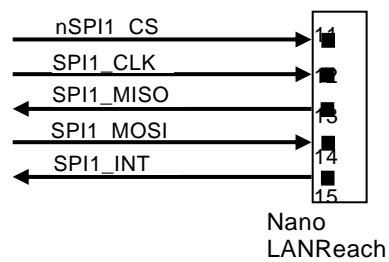 nSPI1_CS
11
SPI1_CLK
12
SPI1_MISO
13
SPI1_MOSI
14
SPI1_INT
15
Nano
LANReach